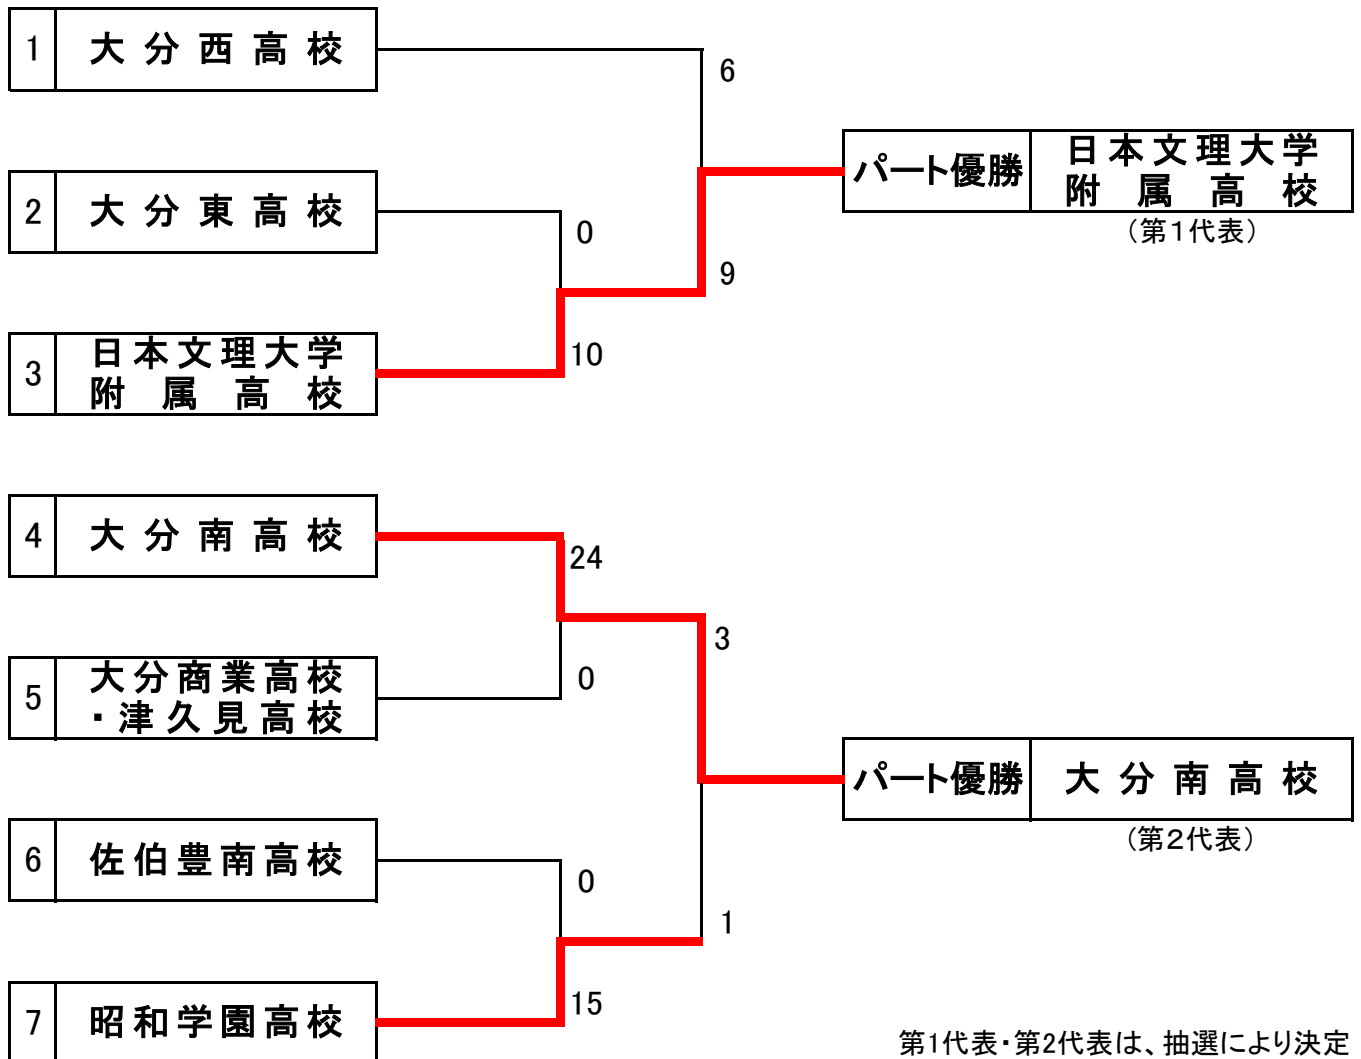 1 大分西高校
6
パート優勝 日本文理大学
附属高校
（第１代表）
2 大分東高校
0
9
3 日本文理大学
附属高校
10
4 大分南高校
24
3
5 大分商業高校
・津久見高校
0
パート優勝 大分南高校
（第２代表）
6 佐伯豊南高校
0
1
7 昭和学園高校
15
第1代表・第2代表は、抽選により決定